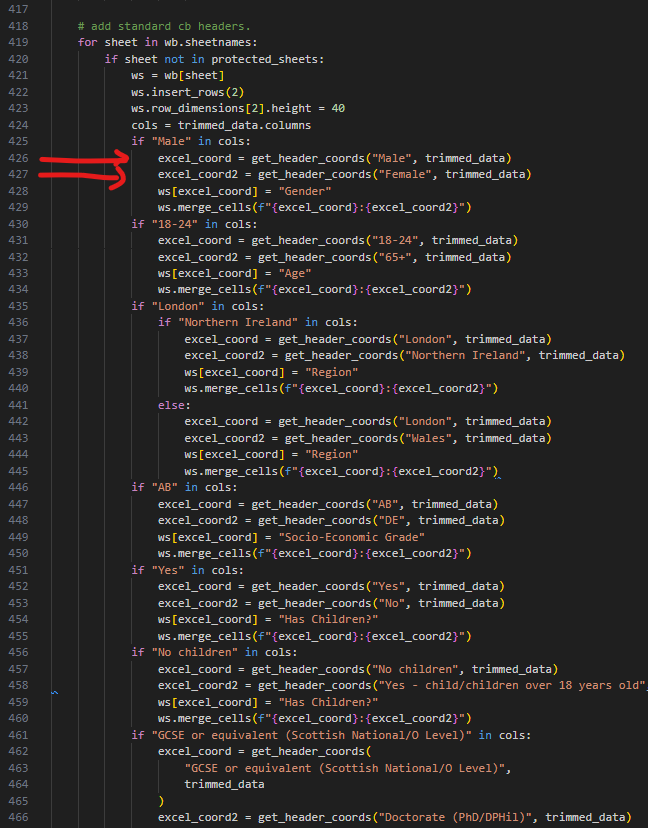 417
418 # add standard cb headers.
419 for sheet in wb.sheetnames:
420 if sheet not in protected_sheets:
421 ws = wb[sheet]
422 ws.insert_rows(2)
423 ws.row_dimensions[2].height = 40
424 cols = trimmed_data.columns
425 if "Male" in cols:
426 excel_coord = get_header_coords("Male", trimmed_data)
427 excel_coord2 = get_header_coords("Female", trimmed_data)
428 ws[excel_coord] = "Gender"
429 ws.merge_cells(f"{excel_coord}:{excel_coord2}")
430 if "18-24" in cols:
431 excel_coord = get_header_coords("18-24", trimmed_data)
432 excel_coord2 = get_header_coords("65+", trimmed_data)
433 ws[excel_coord] = "Age"
434 ws.merge_cells(f"{excel_coord}:{excel_coord2}")
435 if "London" in cols:
436 if "Northern Ireland" in cols:
437 excel_coord = get_header_coords("London", trimmed_data)
438 excel_coord2 = get_header_coords("Northern Ireland", trimmed_data)
439 ws[excel_coord] = "Region"
440 ws.merge_cells(f"{excel_coord}:{excel_coord2}")
441 else:
442 excel_coord = get_header_coords("London", trimmed_data)
443 excel_coord2 = get_header_coords("Wales", trimmed_data)
444 ws[excel_coord] = "Region"
445 ws.merge_cells(f"{excel_coord}:{excel_coord2}")
446 if "AB" in cols:
447 excel_coord = get_header_coords("AB", trimmed_data)
448 excel_coord2 = get_header_coords("DE", trimmed_data)
449 ws[excel_coord] = "Socio-Economic Grade"
450 ws.merge_cells(f"{excel_coord}:{excel_coord2}")
451 if "Yes" in cols:
452 excel_coord = get_header_coords("Yes", trimmed_data)
453 excel_coord2 = get_header_coords("No", trimmed_data)
454 ws[excel_coord] = "Has Children?"
455 ws.merge_cells(f"{excel_coord}:{excel_coord2}")
456 if "No children" in cols:
457 excel_coord = get_header_coords("No children", trimmed_data)
458 excel_coord2 = get_header_coords("Yes - child/children over 18 years old",
459 ws[excel_coord] = "Has Children?"
460 ws.merge_cells(f"{excel_coord}:{excel_coord2}")
461 if "GCSE or equivalent (Scottish National/O Level)" in cols:
462 excel_coord = get_header_coords(
463 "GCSE or equivalent (Scottish National/O Level)",
464 trimmed_data
465 )
466 excel_coord2 = get_header_coords("Doctorate (PhD/DPHil)", trimmed_data)